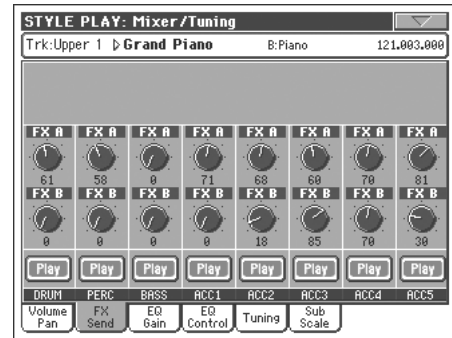 STYLE PLAY: Mixer/Tuning
Trk:Upper 1 ▷Grand Piano B:Piano 121.003.000
FX A FX A FX A FX A FX A FX A FX A FX A
61 58 0 71 68 60 70 81
FX B FX B FX B FX B FX B FX B FX B FX B
0 0 0 0 18 85 70 30
Play Play Play Play Play Play Play Play
DRUM PERC BASS ACC1 ACC2 ACC3 ACC4 ACC5
Volume Pan FX Send EQ Gain EQ Control Tuning Sub Scale